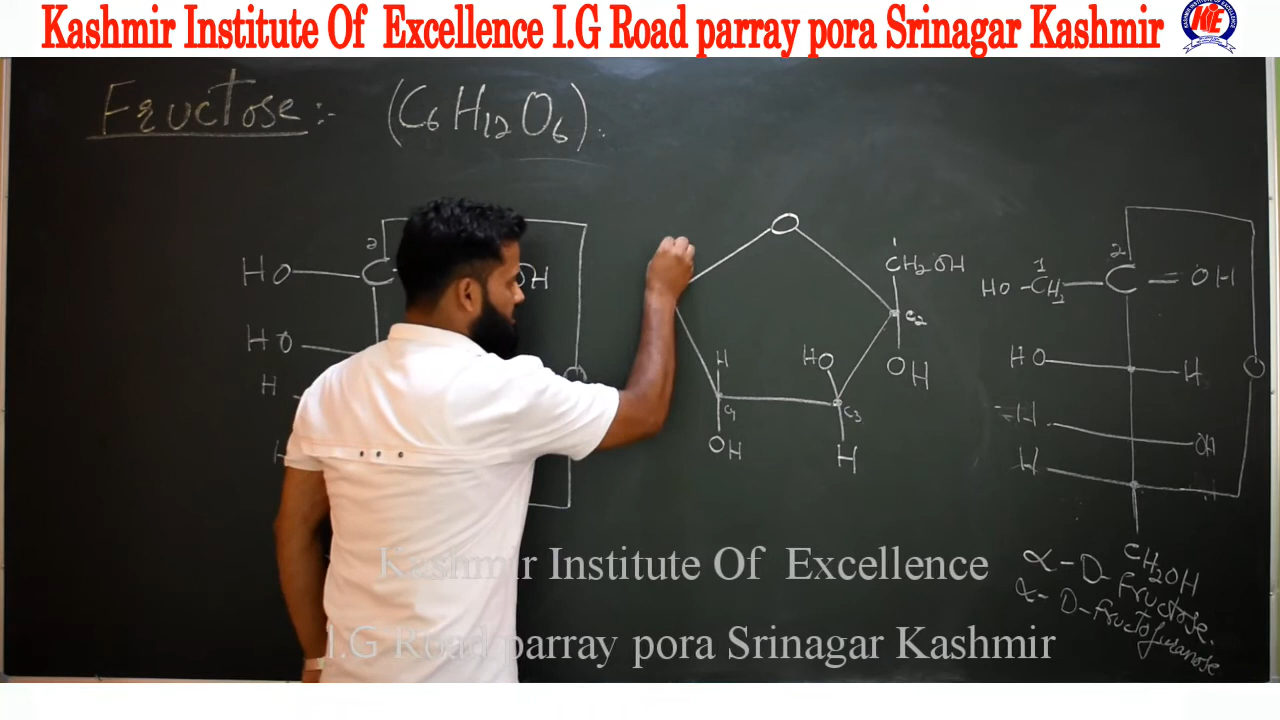 Kashmir Institute Of Excellence I.G Road parray pora Srinagar Kashmir
KIE
Fructose:- (C6H12O6).
2
HO C OH
HO
H
H
O
CH2OH
C2
OH
HO
H
C4
C3
OH
H
2
1
HO-CH2 C = OH
HO H
O
H OH
H
CH2OH
α-D-Fructose.
α-D-fructofuranose
Kashmir Institute Of Excellence
I.G Road parray pora Srinagar Kashmir